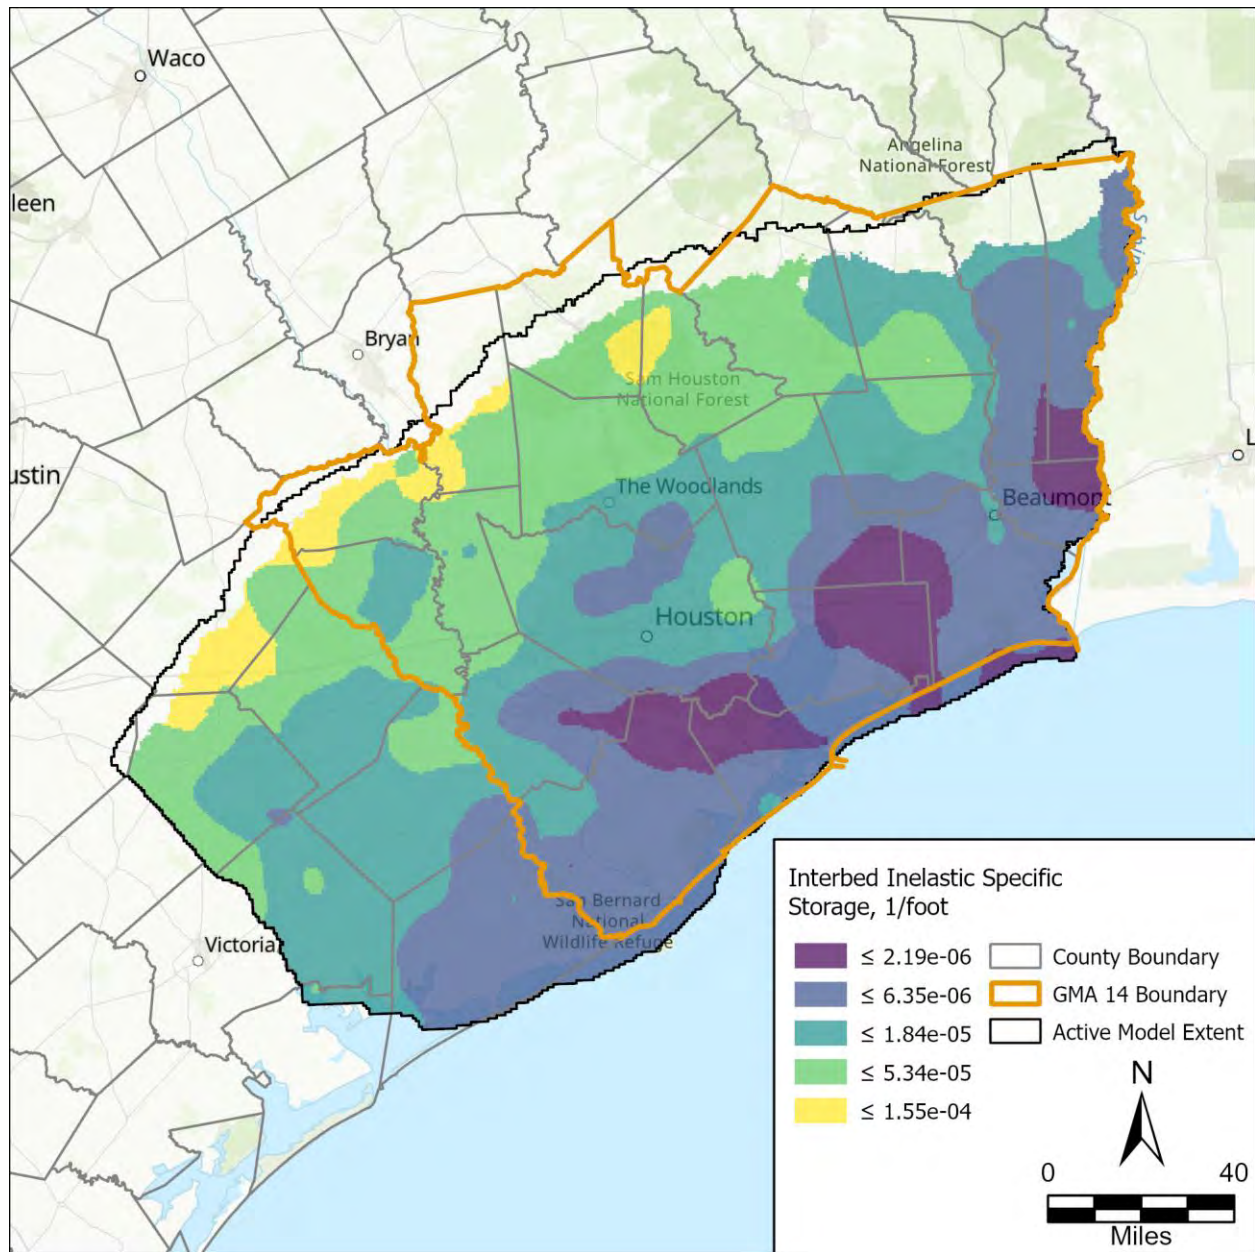 Waco
Angelina
National Forest
leen
Bryan
Sam Houston
National Forest
ustin
L
The Woodlands
Beaumon
Houston
San Bernard
National
Wildlife Refuge
Victoria
Interbed Inelastic Specific
Storage, 1/foot
≤ 2.19e-06
County Boundary
≤ 6.35e-06
GMA 14 Boundary
≤ 1.84e-05
Active Model Extent
≤ 5.34e-05
≤ 1.55e-04
N
0 40
Miles